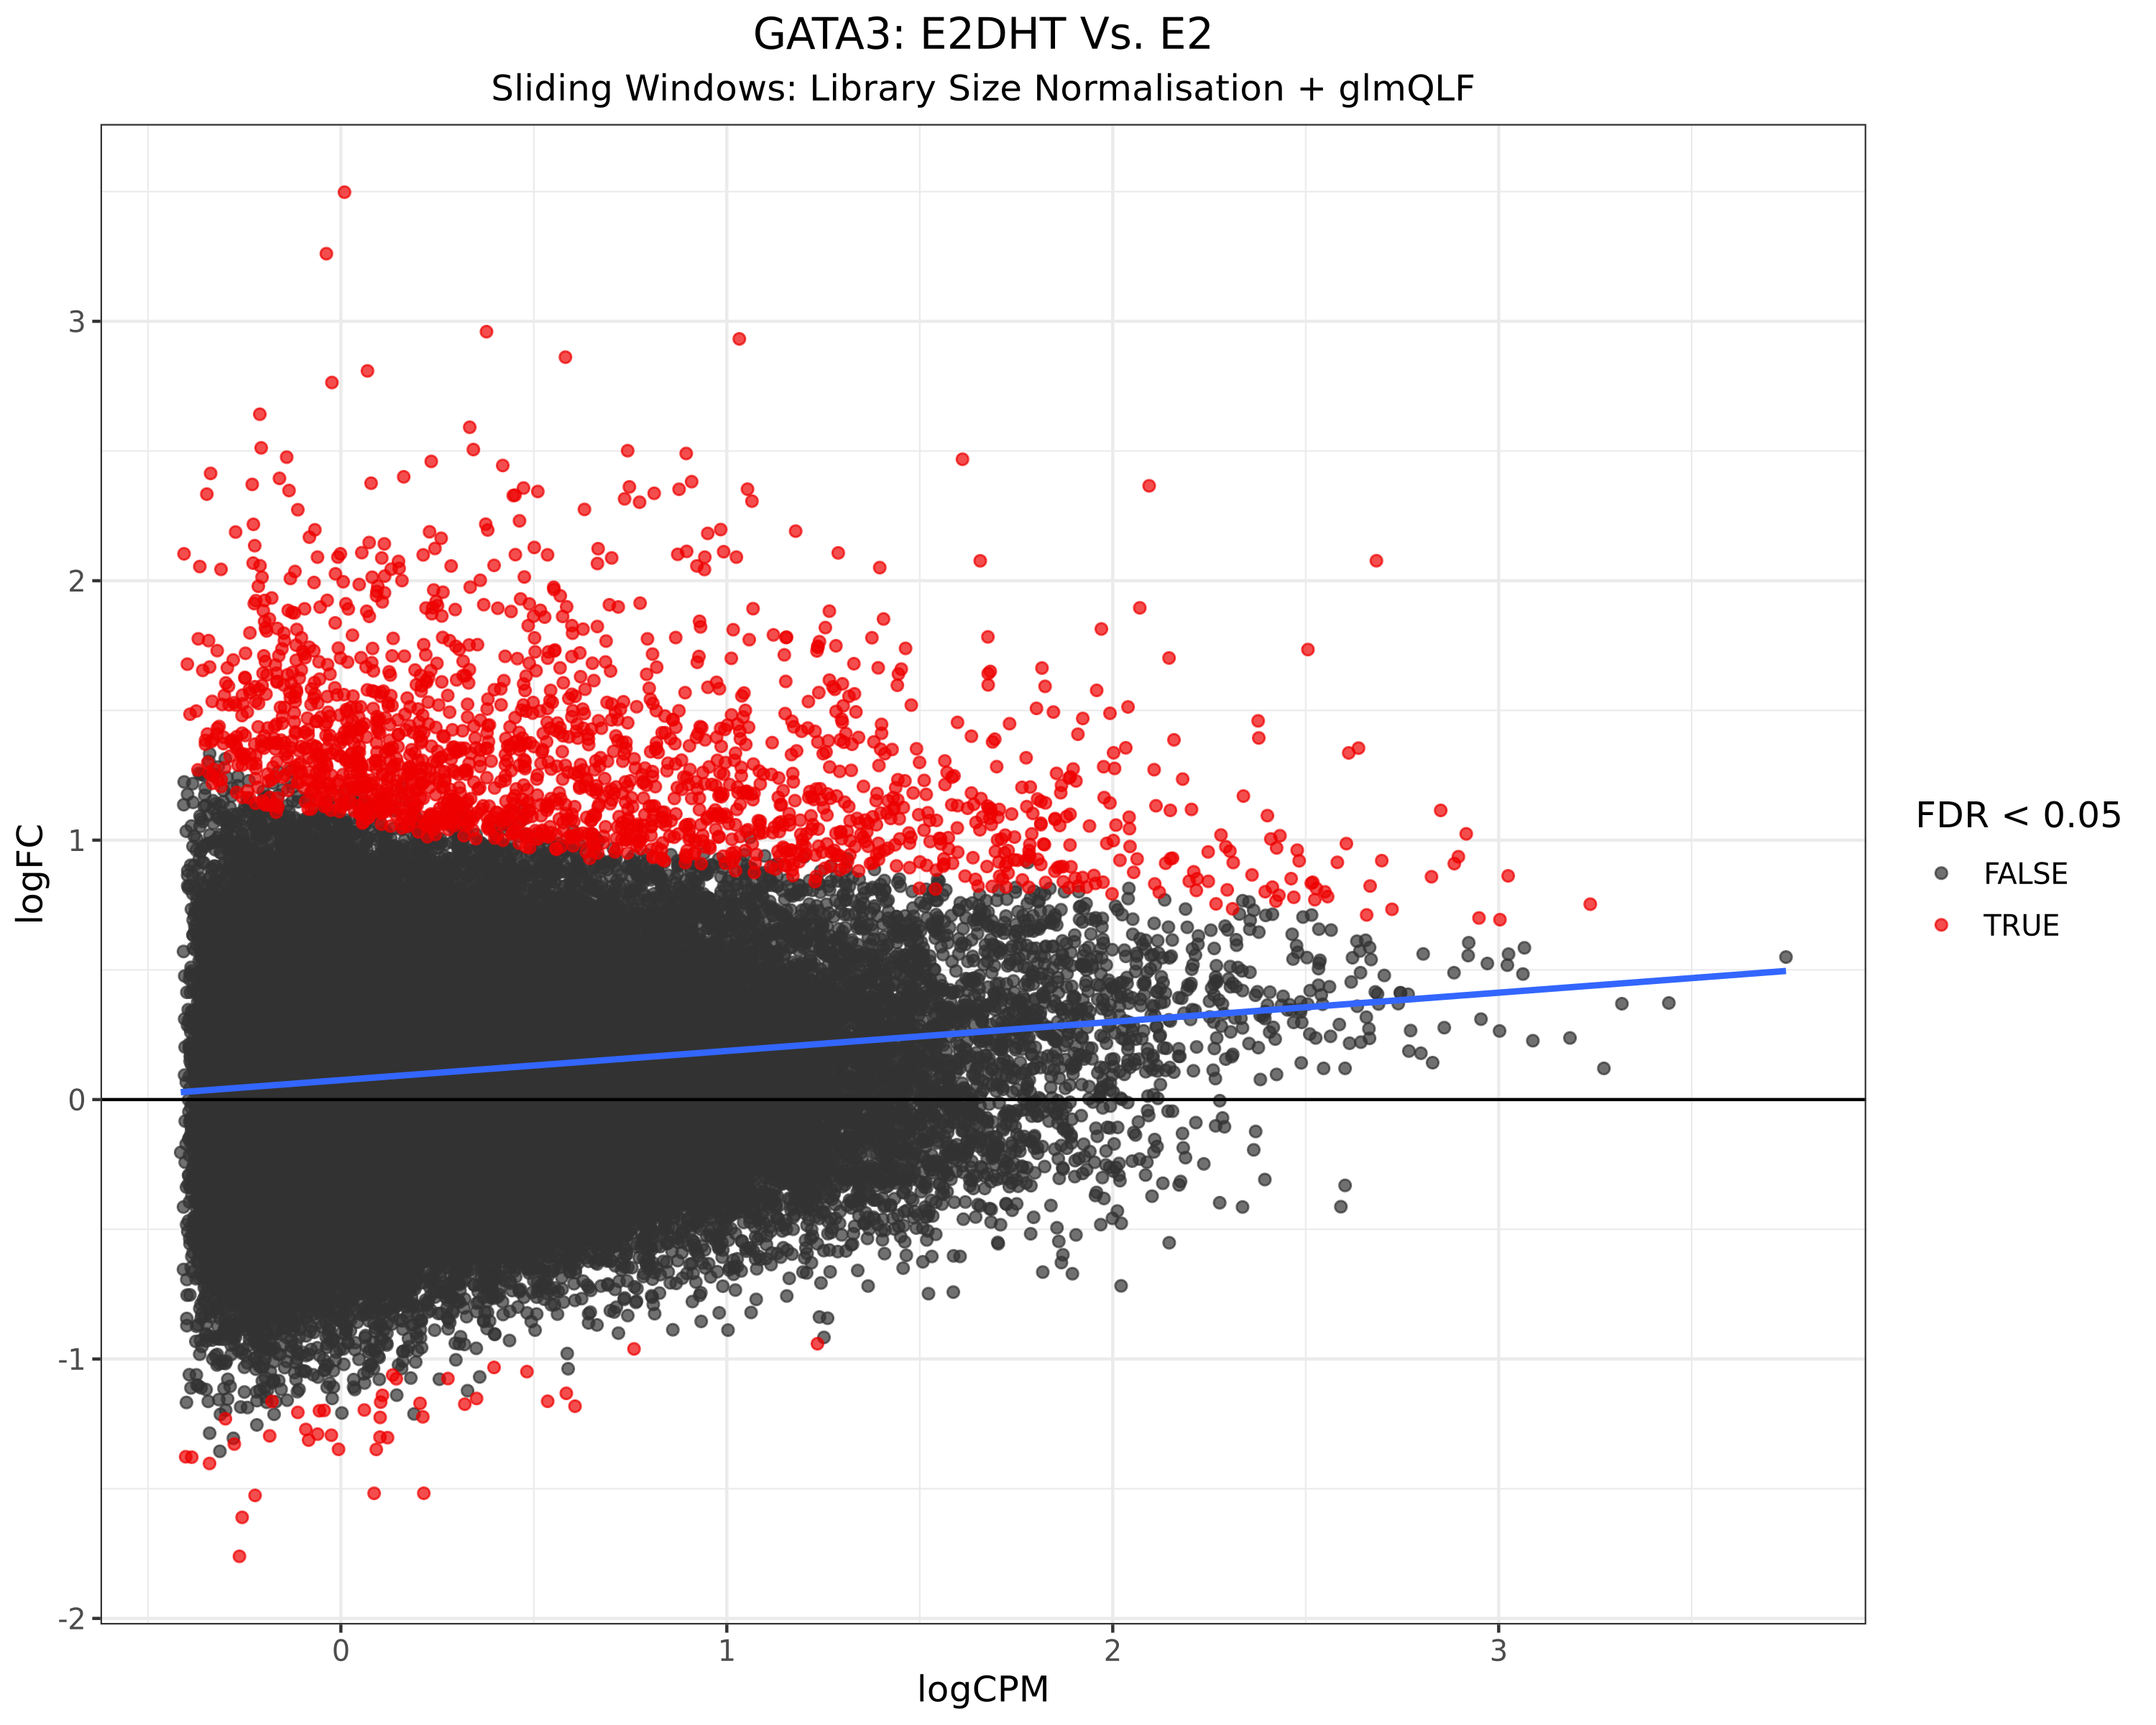 GATA3: E2DHT Vs. E2
Sliding Windows: Library Size Normalisation + glmQLF
logFC
3
2
1
0
-1
-2
0
1
2
3
logCPM
FDR < 0.05
FALSE
TRUE